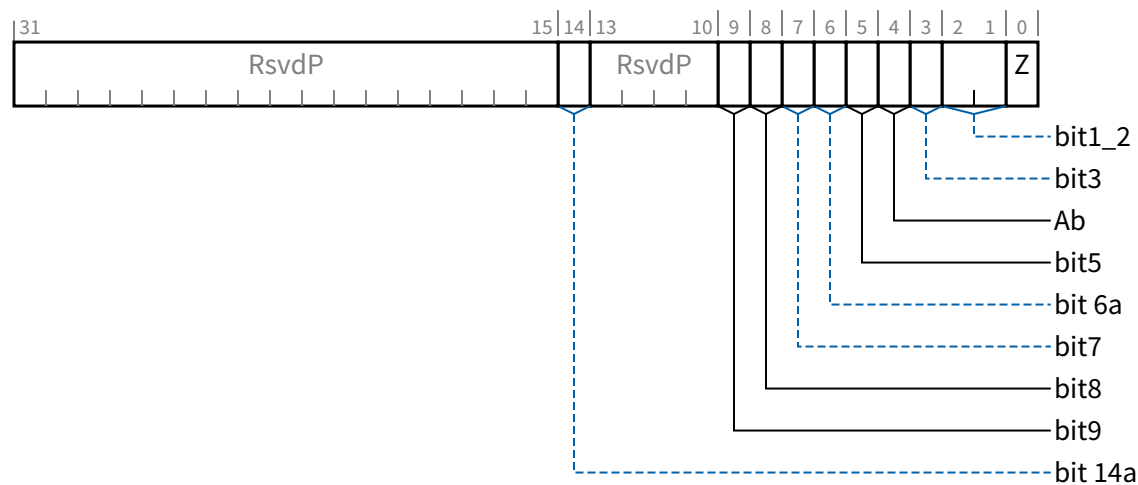 31 15 14 13 10 9 8 7 6 5 4 3 2 1 0
RsvdP RsvdP Z
bit1_2
bit3
Ab
bit5
bit 6a
bit7
bit8
bit9
bit 14a